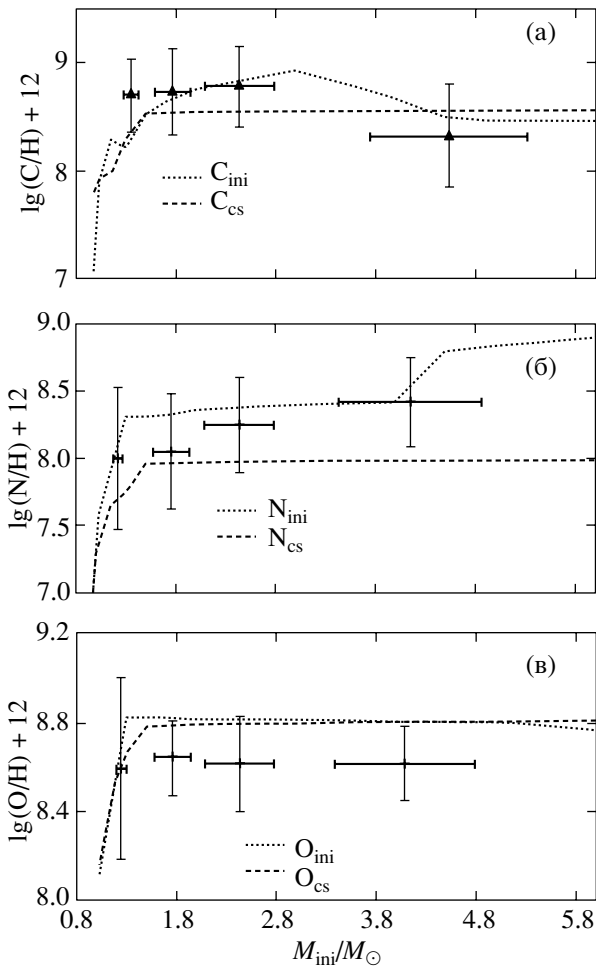 (а)
9
8
7
lg(C/H) + 12
C_ini
C_cs
(б)
9.0
8.5
8.0
7.5
7.0
lg(N/H) + 12
N_ini
N_cs
(в)
9.2
8.8
8.4
8.0
lg(O/H) + 12
O_ini
O_cs
0.8 1.8 2.8 3.8 4.8 5.8
M_ini/M_⊙